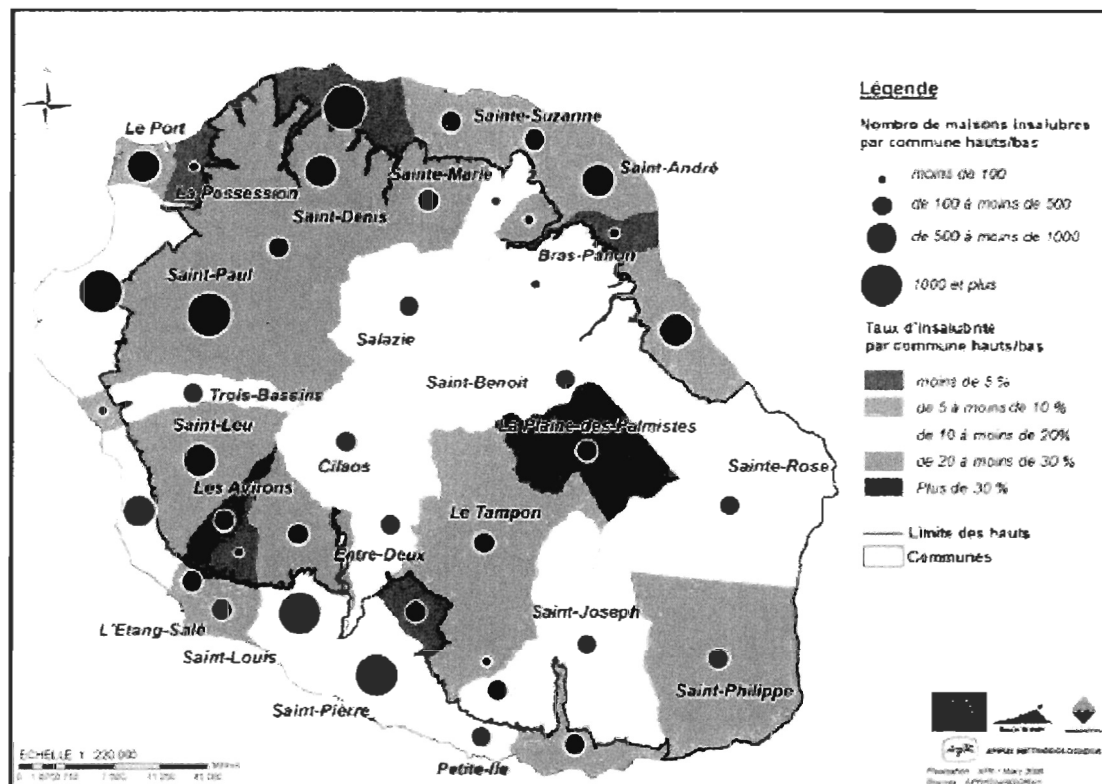 Légende
Nombre de maisons insalubres
par commune hauts/bas
moins de 100
de 100 à moins de 500
de 500 à moins de 1000
1000 et plus
Taux d'insalubrité
par commune hauts/bas
moins de 5 %
de 5 à moins de 10 %
de 10 à moins de 20%
de 20 à moins de 30 %
Plus de 30 %
Limite des hauts
Communes
Le Port
La Possession
Saint-Denis
Sainte-Marie
Sainte-Suzanne
Saint-André
Bras-Panon
Saint-Paul
Salazie
Saint-Benoit
Trois-Bassins
Saint-Leu
Cilaos
La Plaine-des-Palmistes
Sainte-Rose
Les Avirons
Le Tampon
Entre-Deux
L'Etang-Salé
Saint-Louis
Saint-Joseph
Saint-Pierre
Saint-Philippe
Petite-Ile
ECHELLE 1
APPUIS METHODOLOGIQUES